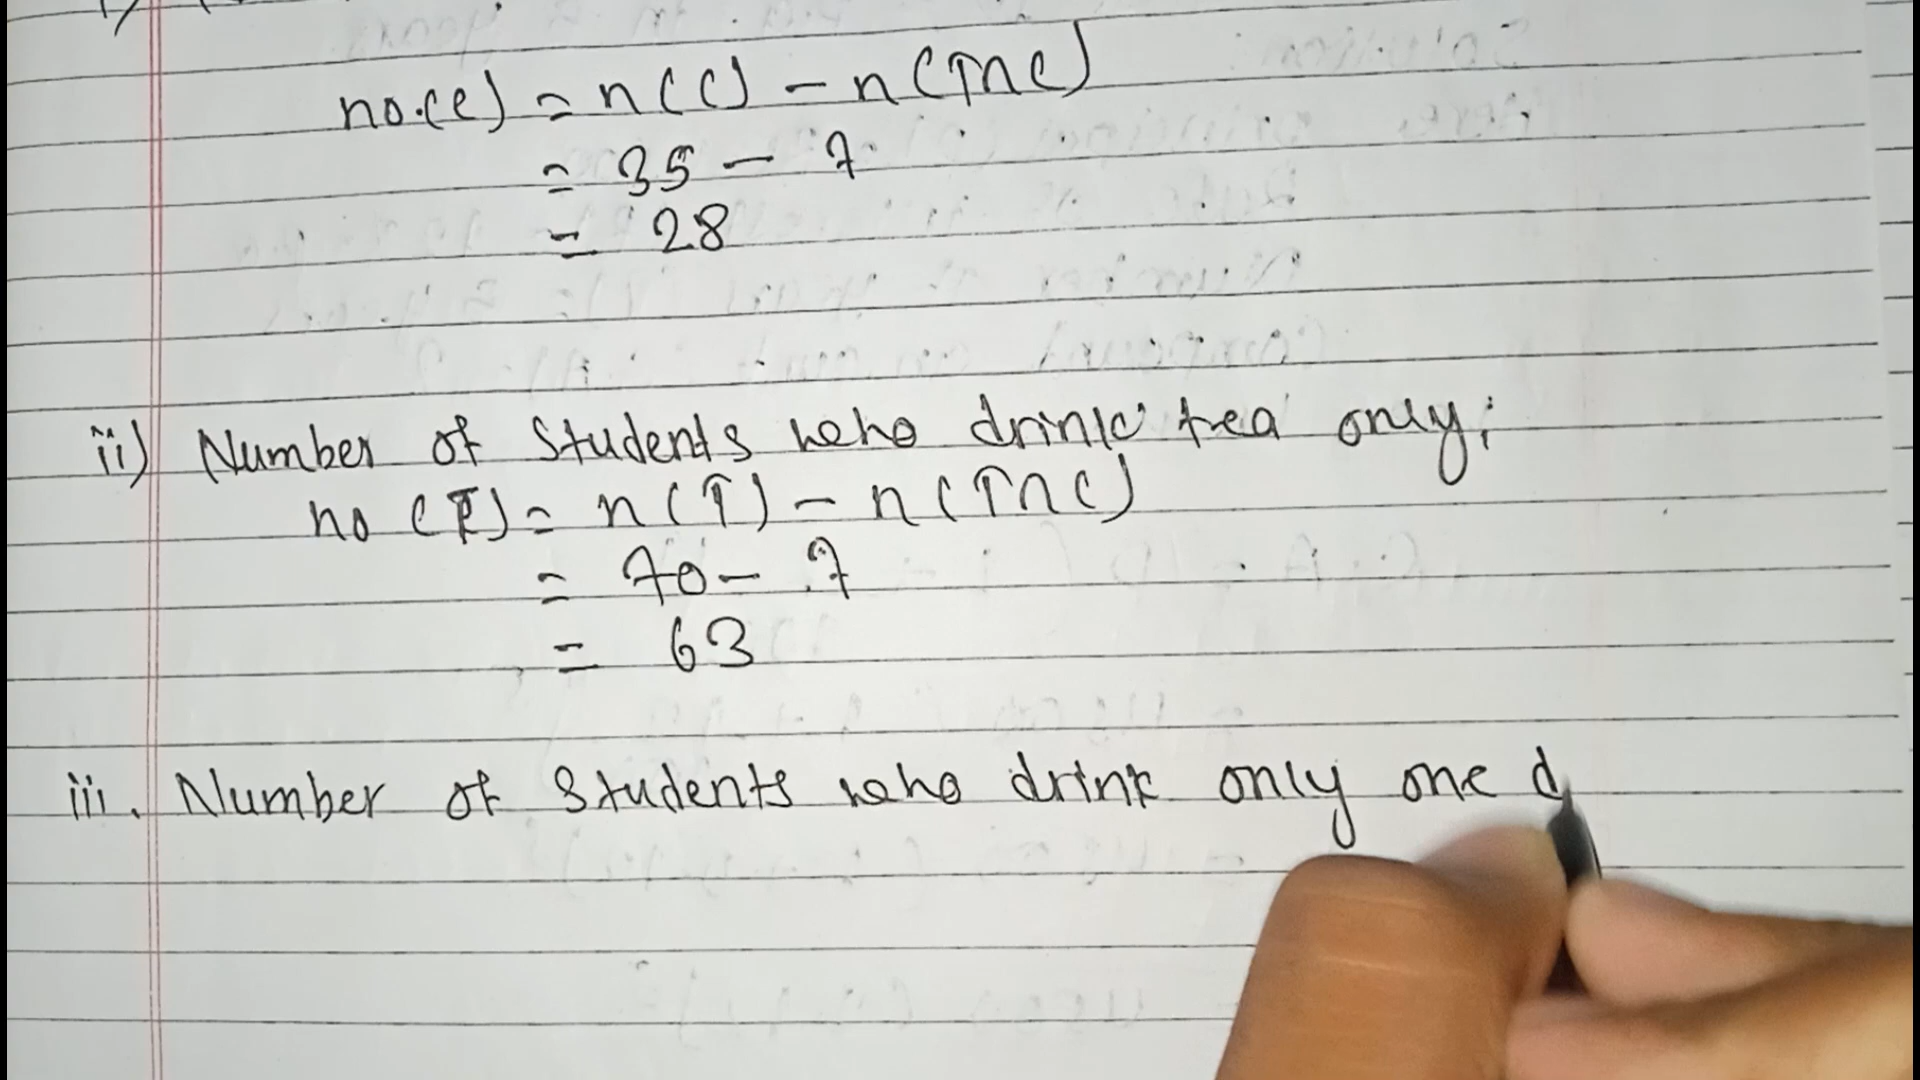 no.(c) = n(C) - n(T∩C)
= 35 - 7
= 28
ii) Number of students who drink tea only;
no (T) = n(T) - n(T∩C)
= 70 - 7
= 63
iii. Number of students who drink only one d